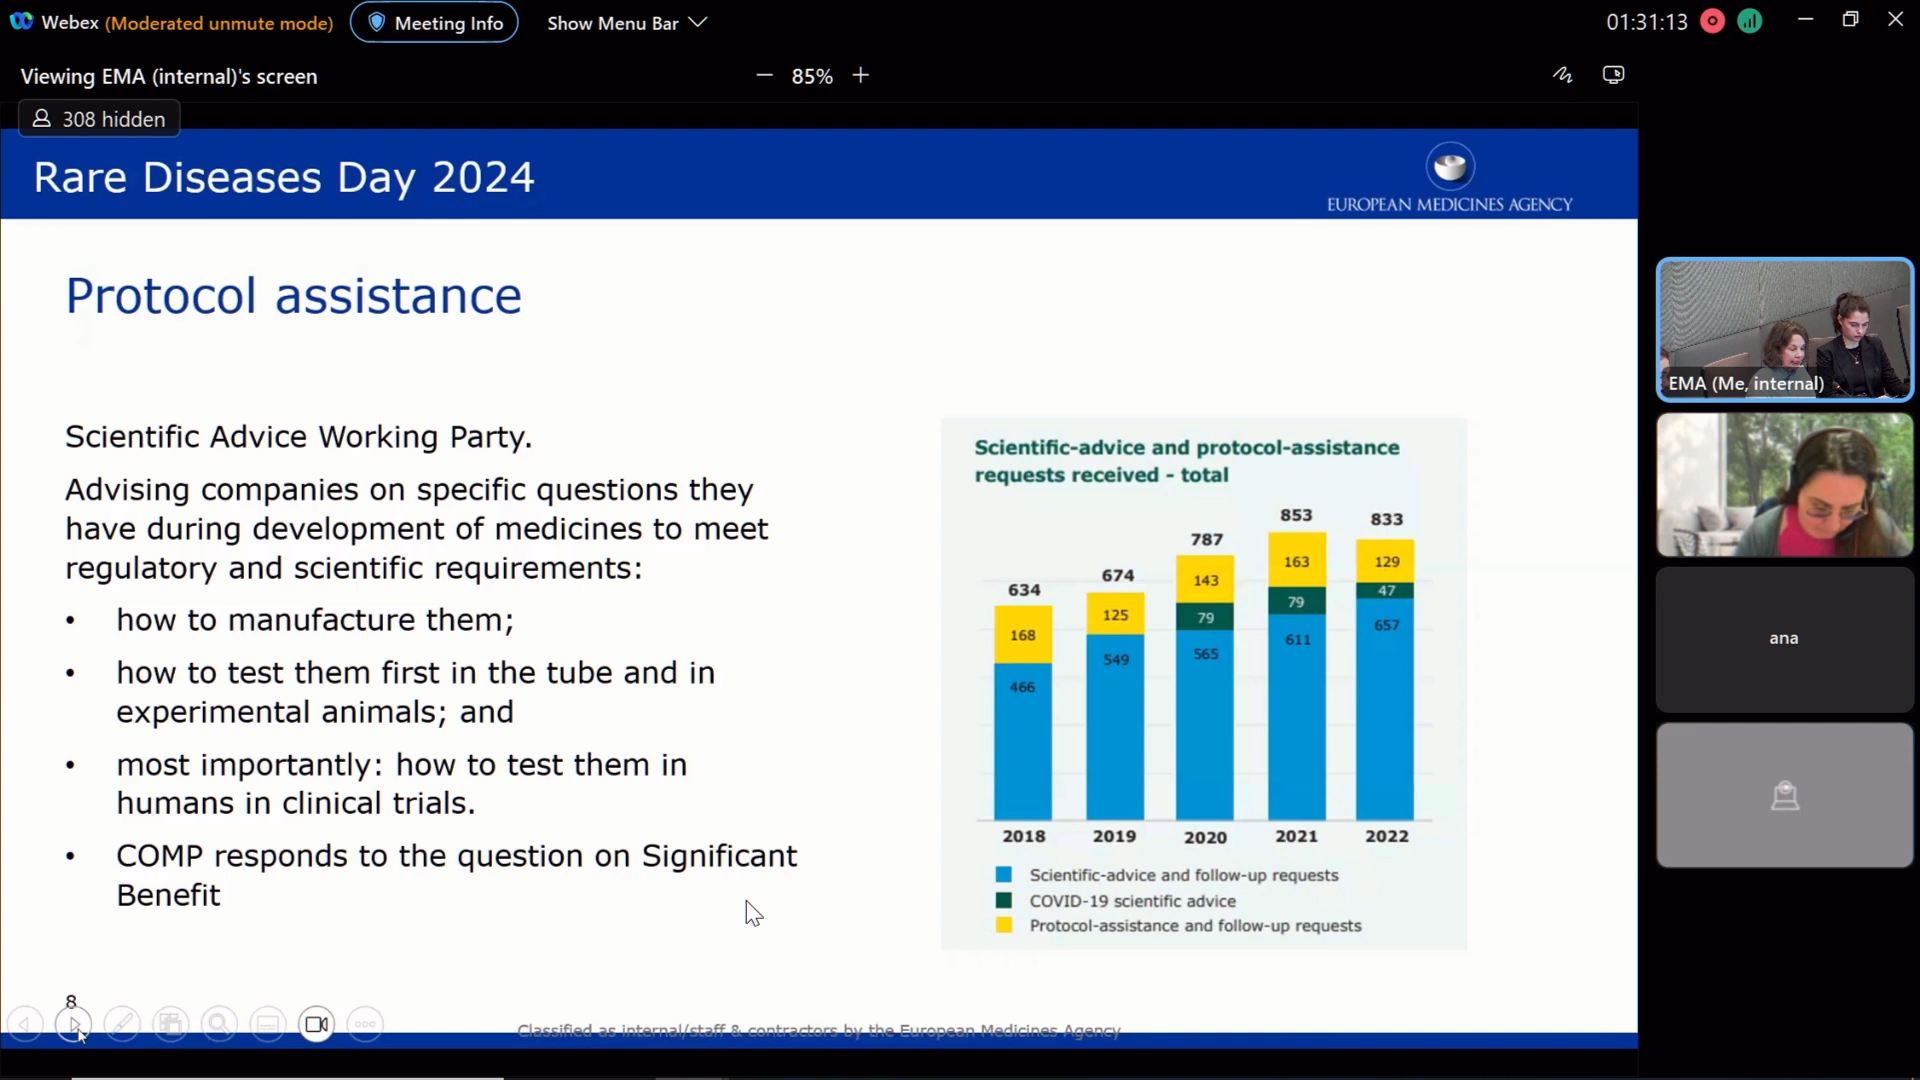 Webex (Moderated unmute mode) Meeting Info Show Menu Bar 01:31:13
Viewing EMA (internal)'s screen 85%
308 hidden
Rare Diseases Day 2024
EUROPEAN MEDICINES AGENCY
Protocol assistance
Scientific Advice Working Party.
Advising companies on specific questions they
have during development of medicines to meet
regulatory and scientific requirements:
• how to manufacture them;
• how to test them first in the tube and in
experimental animals; and
• most importantly: how to test them in
humans in clinical trials.
• COMP responds to the question on Significant
Benefit
Scientific-advice and protocol-assistance
requests received - total
634 674 787 853 833
168 125 143 163 129
79 79 47
466 549 565 611 657
2018 2019 2020 2021 2022
Scientific-advice and follow-up requests
COVID-19 scientific advice
Protocol-assistance and follow-up requests
8
Classified as internal/staff & contractors by the European Medicines Agency
EMA (Me, internal)
ana